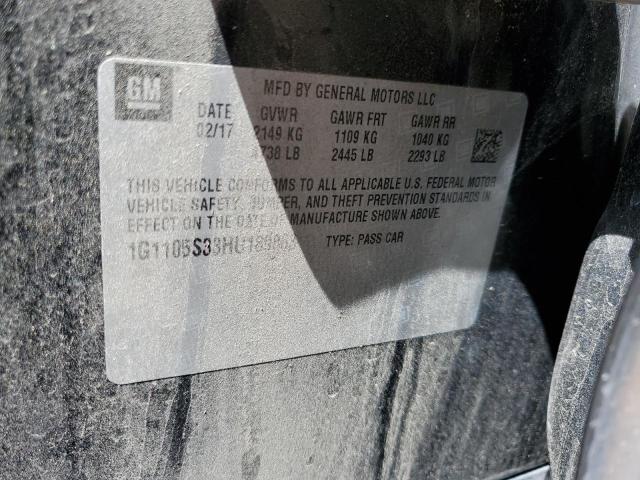 GM
MFD BY GENERAL MOTORS LLC
DATE GVWR GAWR FRT GAWR RR
02/17 2149 KG 1109 KG 1040 KG
4738 LB 2445 LB 2293 LB
THIS VEHICLE CONFORMS TO ALL APPLICABLE U.S. FEDERAL MOTOR
VEHICLE SAFETY, BUMPER, AND THEFT PREVENTION STANDARDS IN
EFFECT ON THE DATE OF MANUFACTURE SHOWN ABOVE.
TYPE: PASS CAR